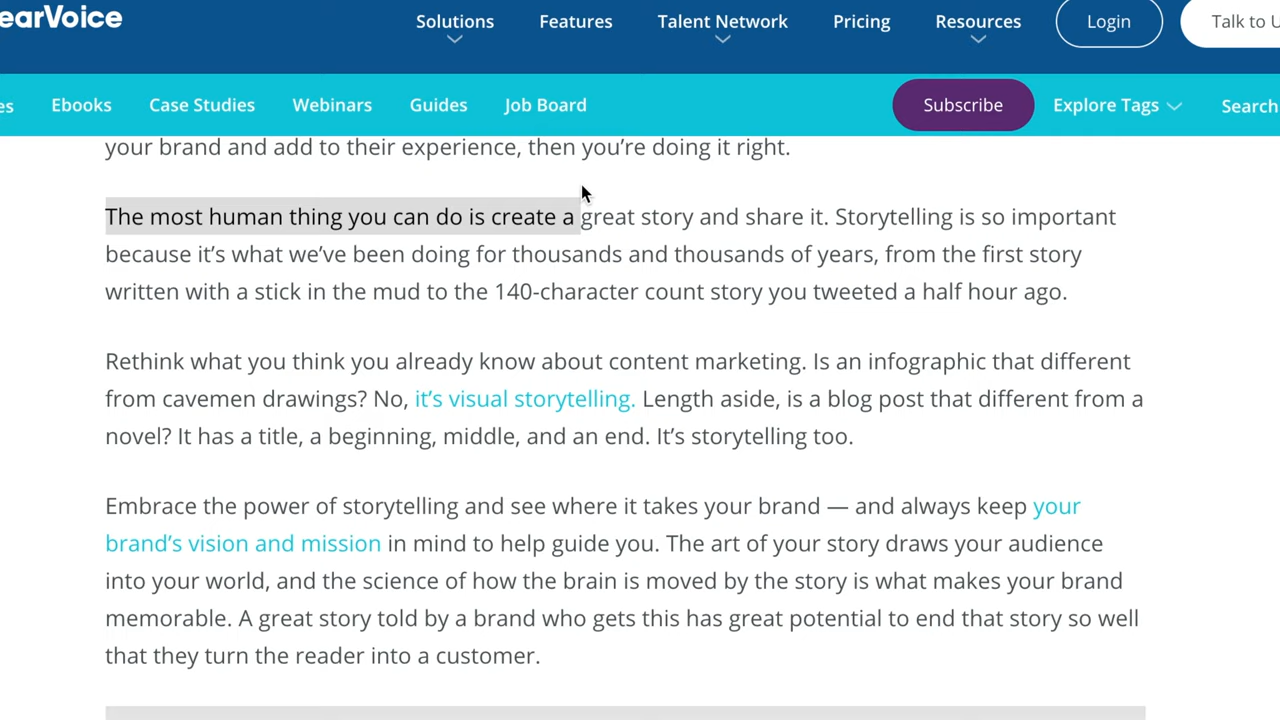 earVoice
Solutions
Features
Talent Network
Pricing
Resources
Login
Talk to U
es
Ebooks
Case Studies
Webinars
Guides
Job Board
Subscribe
Explore Tags
Search
your brand and add to their experience, then you’re doing it right.
The most human thing you can do is create a great story and share it. Storytelling is so important
because it’s what we’ve been doing for thousands and thousands of years, from the first story
written with a stick in the mud to the 140-character count story you tweeted a half hour ago.
Rethink what you think you already know about content marketing. Is an infographic that different
from cavemen drawings? No, it’s visual storytelling. Length aside, is a blog post that different from a
novel? It has a title, a beginning, middle, and an end. It’s storytelling too.
Embrace the power of storytelling and see where it takes your brand — and always keep your
brand’s vision and mission in mind to help guide you. The art of your story draws your audience
into your world, and the science of how the brain is moved by the story is what makes your brand
memorable. A great story told by a brand who gets this has great potential to end that story so well
that they turn the reader into a customer.